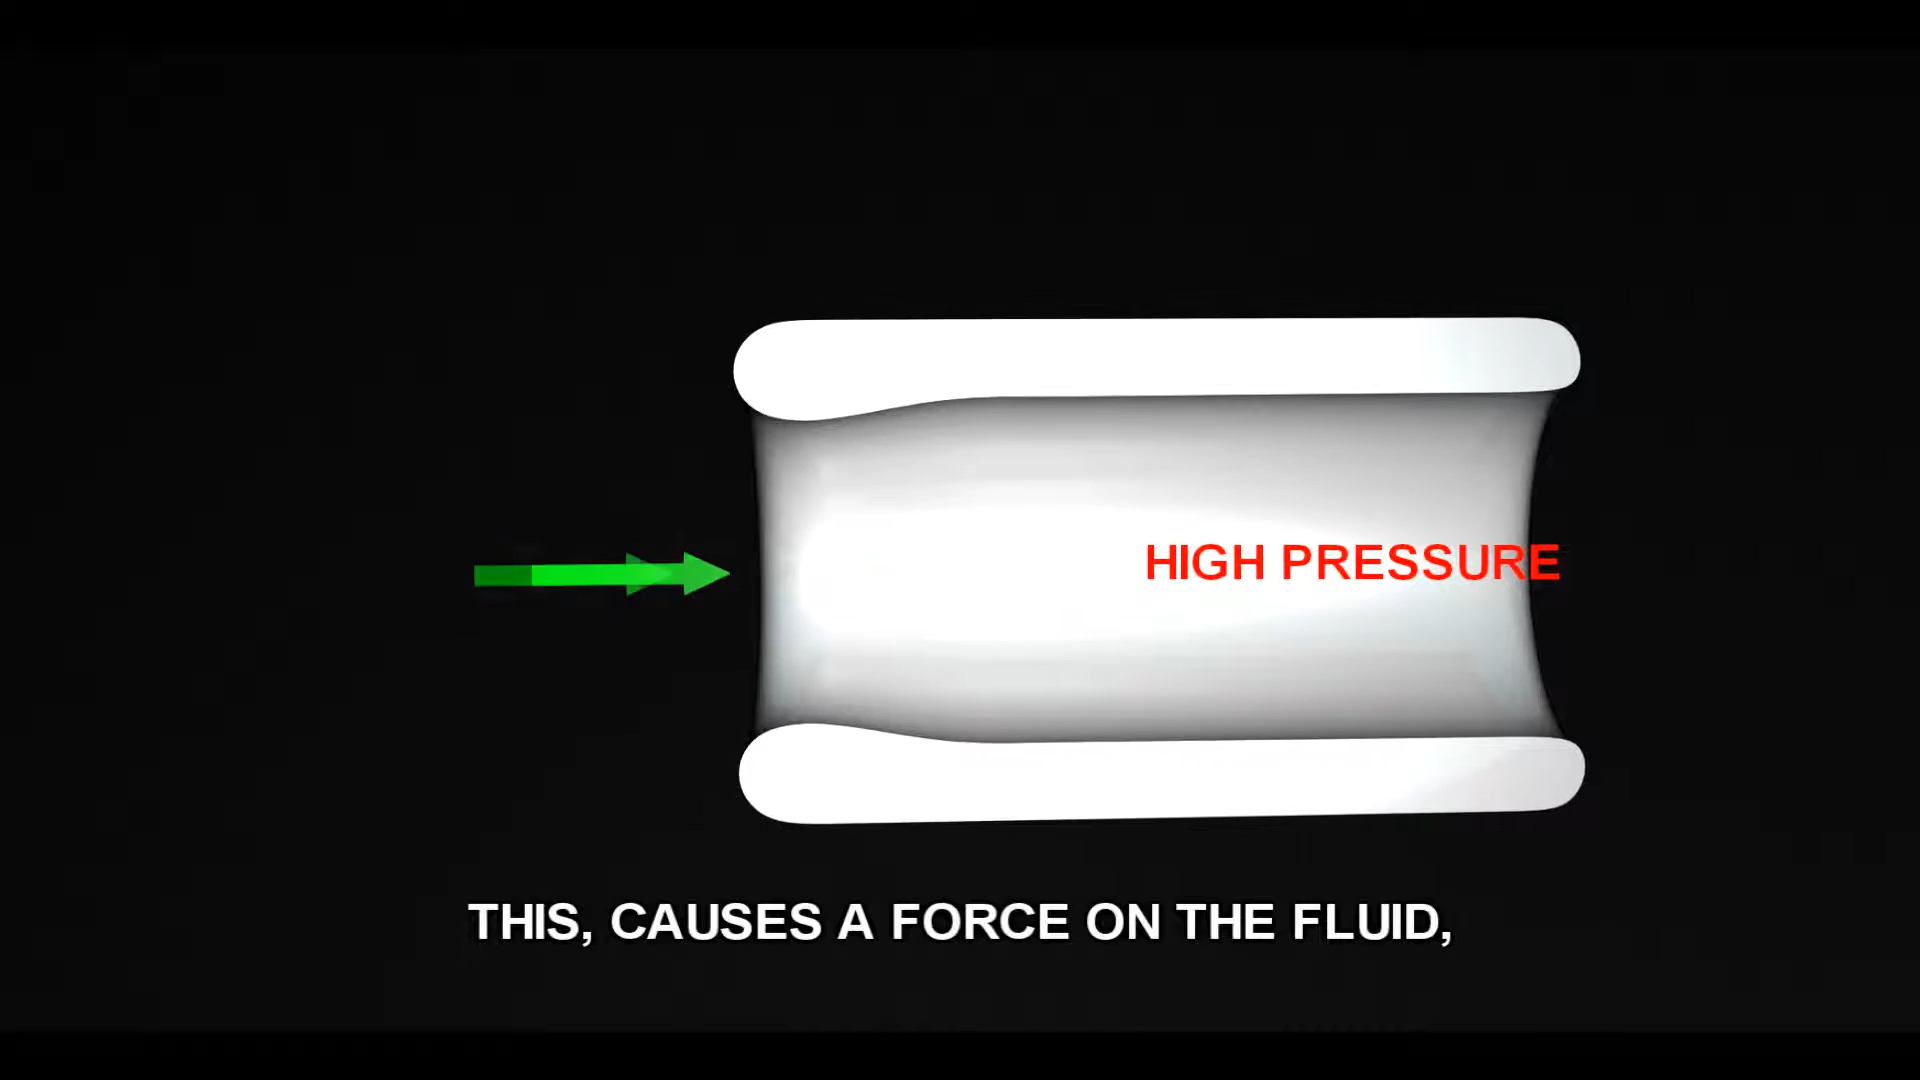 HIGH PRESSURE
THIS, CAUSES A FORCE ON THE FLUID,